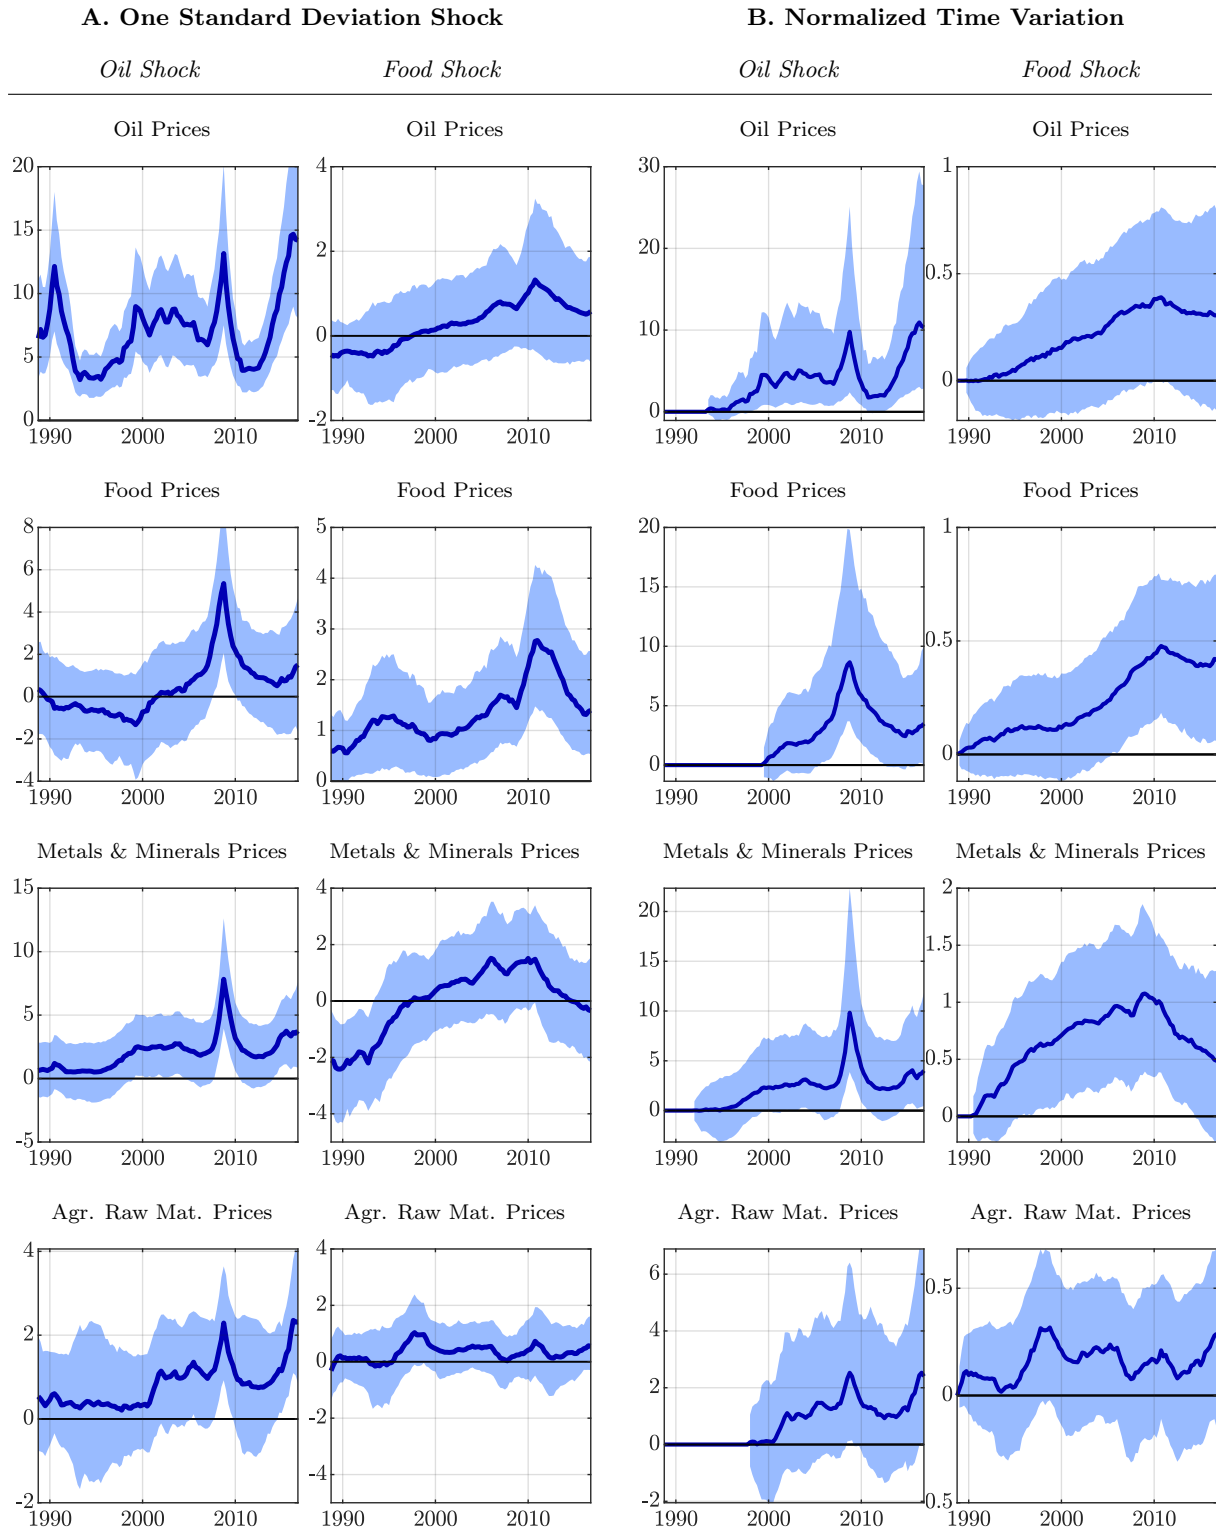 A. One Standard Deviation Shock
B. Normalized Time Variation
Oil Shock
Food Shock
Oil Shock
Food Shock
Oil Prices
Oil Prices
Oil Prices
Oil Prices
20
15
10
5
0
1990 2000 2010
4
2
0
-2
1990 2000 2010
30
20
10
0
1990 2000 2010
1
0.5
0
1990 2000 2010
Food Prices
Food Prices
Food Prices
Food Prices
8
6
4
2
0
-2
-4
1990 2000 2010
5
4
3
2
1
0
1990 2000 2010
20
15
10
5
0
1990 2000 2010
1
0.5
0
1990 2000 2010
Metals & Minerals Prices
Metals & Minerals Prices
Metals & Minerals Prices
Metals & Minerals Prices
15
10
5
0
-5
1990 2000 2010
4
2
0
-2
-4
1990 2000 2010
20
15
10
5
0
1990 2000 2010
2
1.5
1
0.5
0
1990 2000 2010
Agr. Raw Mat. Prices
Agr. Raw Mat. Prices
Agr. Raw Mat. Prices
Agr. Raw Mat. Prices
4
2
0
-2
1990 2000 2010
4
2
0
-2
-4
1990 2000 2010
6
4
2
0
-2
1990 2000 2010
0.5
0
0.5
1990 2000 2010